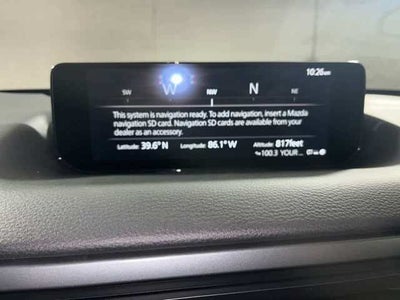 10:26 AM
SW W NW N NE
This system is navigation ready. To add navigation, insert a Mazda
navigation SD card. Navigation SD cards are available from your
dealer as an accessory.
Latitude: 39.6° N Longitude: 86.1° W Altitude: 817feet
100.3 YOUR...